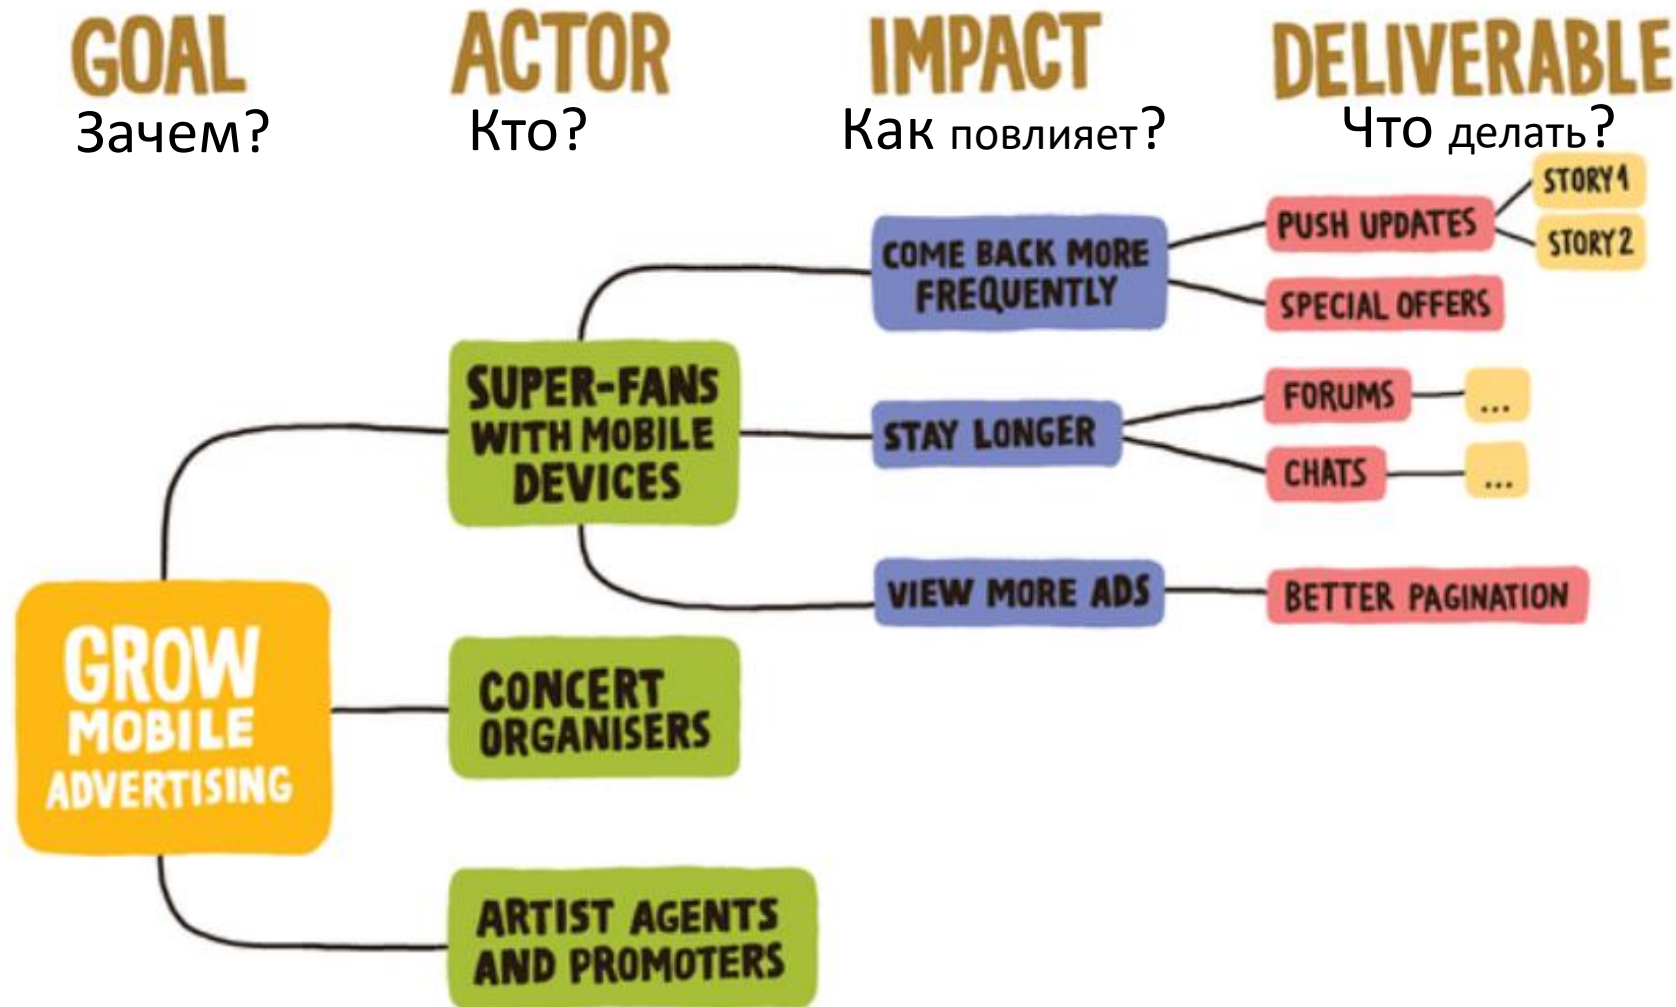 GOAL
ACTOR
IMPACT
DELIVERABLE
Зачем?
Кто?
Как повлияет?
Что делать?
STORY 1
STORY 2
PUSH UPDATES
COME BACK MORE
FREQUENTLY
SPECIAL OFFERS
SUPER-FANS
WITH MOBILE
DEVICES
STAY LONGER
FORUMS
...
CHATS
...
VIEW MORE ADS
BETTER PAGINATION
GROW
MOBILE
ADVERTISING
CONCERT
ORGANISERS
ARTIST AGENTS
AND PROMOTERS